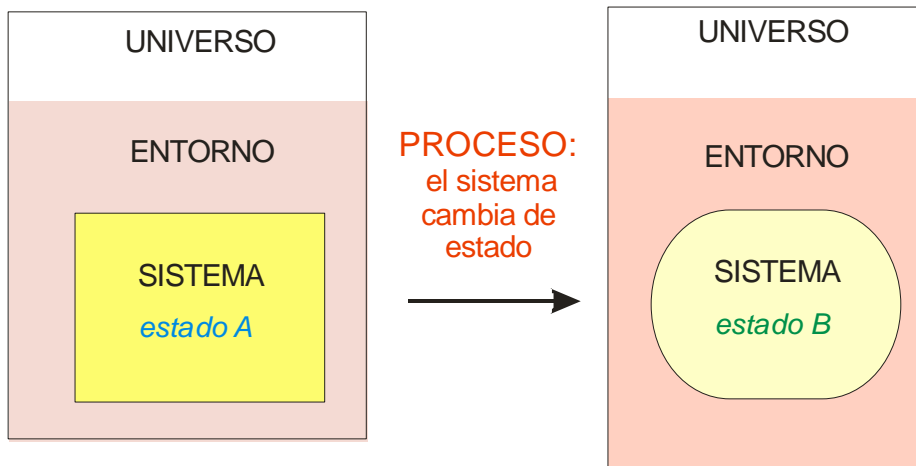 UNIVERSO
ENTORNO
SISTEMA
estado A
PROCESO:
el sistema
cambia de
estado
UNIVERSO
ENTORNO
SISTEMA
estado B